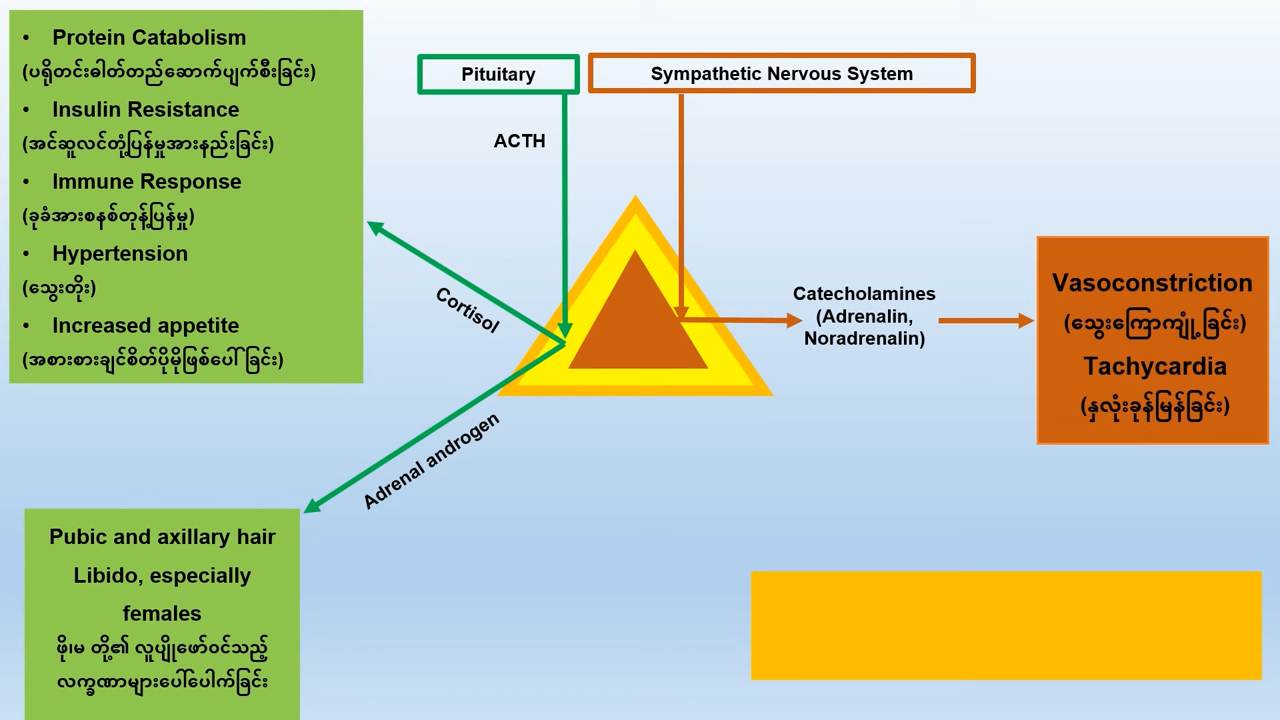 • Protein Catabolism
(ပရိုတင်းဓါတ်တည်ဆောက်ပျက်စီးခြင်း)
• Insulin Resistance
(အင်ဆူလင်တုံ့ပြန်မှုအားနည်းခြင်း)
• Immune Response
(ခုခံအားစနစ်တုန့်ပြန်မှု)
• Hypertension
(သွေးတိုး)
• Increased appetite
(အစားစားချင်စိတ်ပိုမိုဖြစ်ပေါ်ခြင်း)
Pituitary
Sympathetic Nervous System
ACTH
Cortisol
Catecholamines
(Adrenalin,
Noradrenalin)
Vasoconstriction
(သွေးကြောကျုံ့ခြင်း)
Tachycardia
(နှလုံးခုန်မြန်ခြင်း)
Adrenal androgen
Pubic and axillary hair
Libido, especially
females
ဖို၊မ တို့၏ လူပျိုဖော်ဝင်သည့်
လက္ခဏာများပေါ်ပေါက်ခြင်း